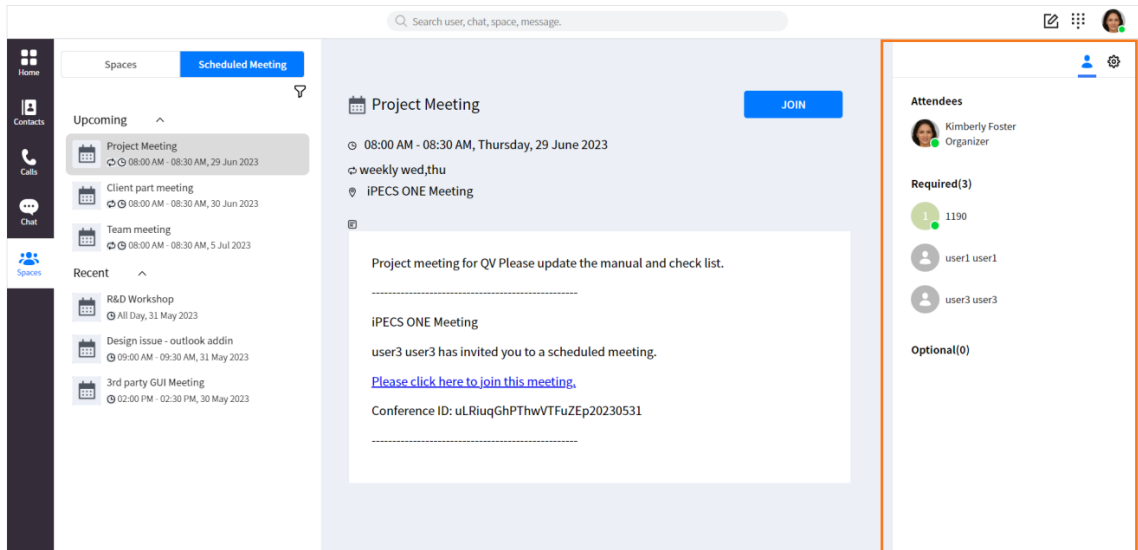 Search user, chat, space, message.
Home
Contacts
Calls
Chat
Spaces
Spaces
Scheduled Meeting
Upcoming
Project Meeting
08:00 AM - 08:30 AM, 29 Jun 2023
Client part meeting
08:00 AM - 08:30 AM, 30 Jun 2023
Team meeting
08:00 AM - 08:30 AM, 5 Jul 2023
Recent
R&D Workshop
All Day, 31 May 2023
Design issue - outlook addin
09:00 AM - 09:30 AM, 31 May 2023
3rd party GUI Meeting
02:00 PM - 02:30 PM, 30 May 2023
Project Meeting
JOIN
08:00 AM - 08:30 AM, Thursday, 29 June 2023
weekly wed,thu
iPECS ONE Meeting
Project meeting for QV Please update the manual and check list.
--------------------------------------------------
iPECS ONE Meeting
user3 user3 has invited you to a scheduled meeting.
Please click here to join this meeting.
Conference ID: uLRiuqGhPThwVTFuZEp20230531
--------------------------------------------------
Attendees
Kimberly Foster
Organizer
Required(3)
1
1190
user1 user1
user3 user3
Optional(0)